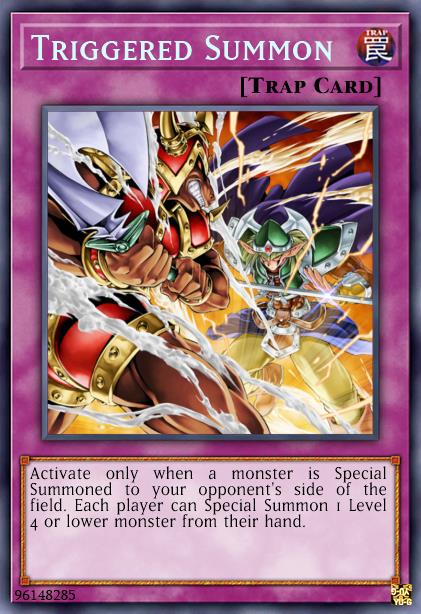 TRIGGERED SUMMON
TRAP
罠
[TRAP CARD]
Activate only when a monster is Special
Summoned to your opponent's side of the
field. Each player can Special Summon 1 Level
4 or lower monster from their hand.
96148285